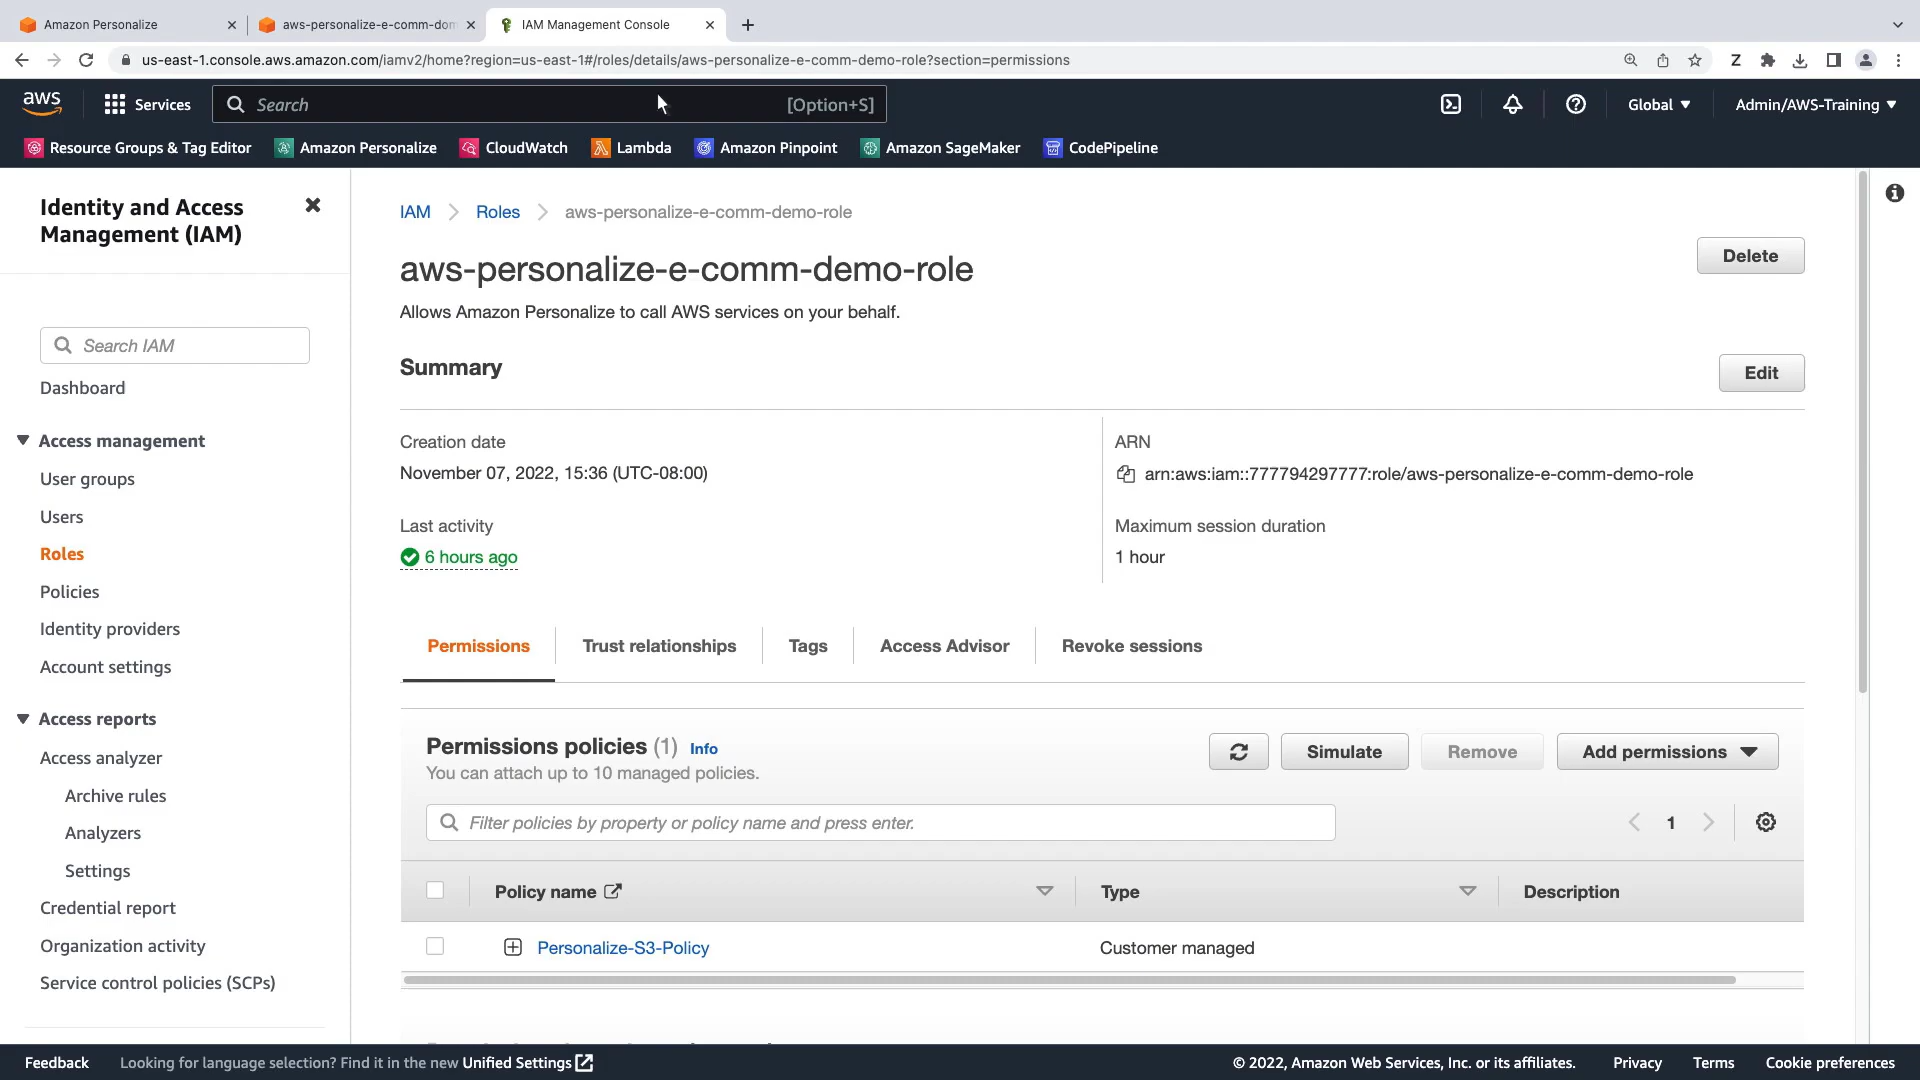 Amazon Personalize
aws-personalize-e-comm-dom
IAM Management Console
us-east-1.console.aws.amazon.com/iamv2/home?region=us-east-1#/roles/details/aws-personalize-e-comm-demo-role?section=permissions
Z
aws
Services
Search
[Option+S]
Global
Admin/AWS-Training
Resource Groups & Tag Editor
Amazon Personalize
CloudWatch
Lambda
Amazon Pinpoint
Amazon SageMaker
CodePipeline
Identity and Access
Management (IAM)
Search IAM
Dashboard
Access management
User groups
Users
Roles
Policies
Identity providers
Account settings
Access reports
Access analyzer
Archive rules
Analyzers
Settings
Credential report
Organization activity
Service control policies (SCPs)
IAM
Roles
aws-personalize-e-comm-demo-role
aws-personalize-e-comm-demo-role
Delete
Allows Amazon Personalize to call AWS services on your behalf.
Summary
Edit
Creation date
November 07, 2022, 15:36 (UTC-08:00)
ARN
arn:aws:iam::777794297777:role/aws-personalize-e-comm-demo-role
Last activity
6 hours ago
Maximum session duration
1 hour
Permissions
Trust relationships
Tags
Access Advisor
Revoke sessions
Permissions policies (1) Info
You can attach up to 10 managed policies.
Simulate
Remove
Add permissions
Filter policies by property or policy name and press enter.
1
Policy name
Type
Description
Personalize-S3-Policy
Customer managed
Feedback
Looking for language selection? Find it in the new Unified Settings
© 2022, Amazon Web Services, Inc. or its affiliates.
Privacy
Terms
Cookie preferences